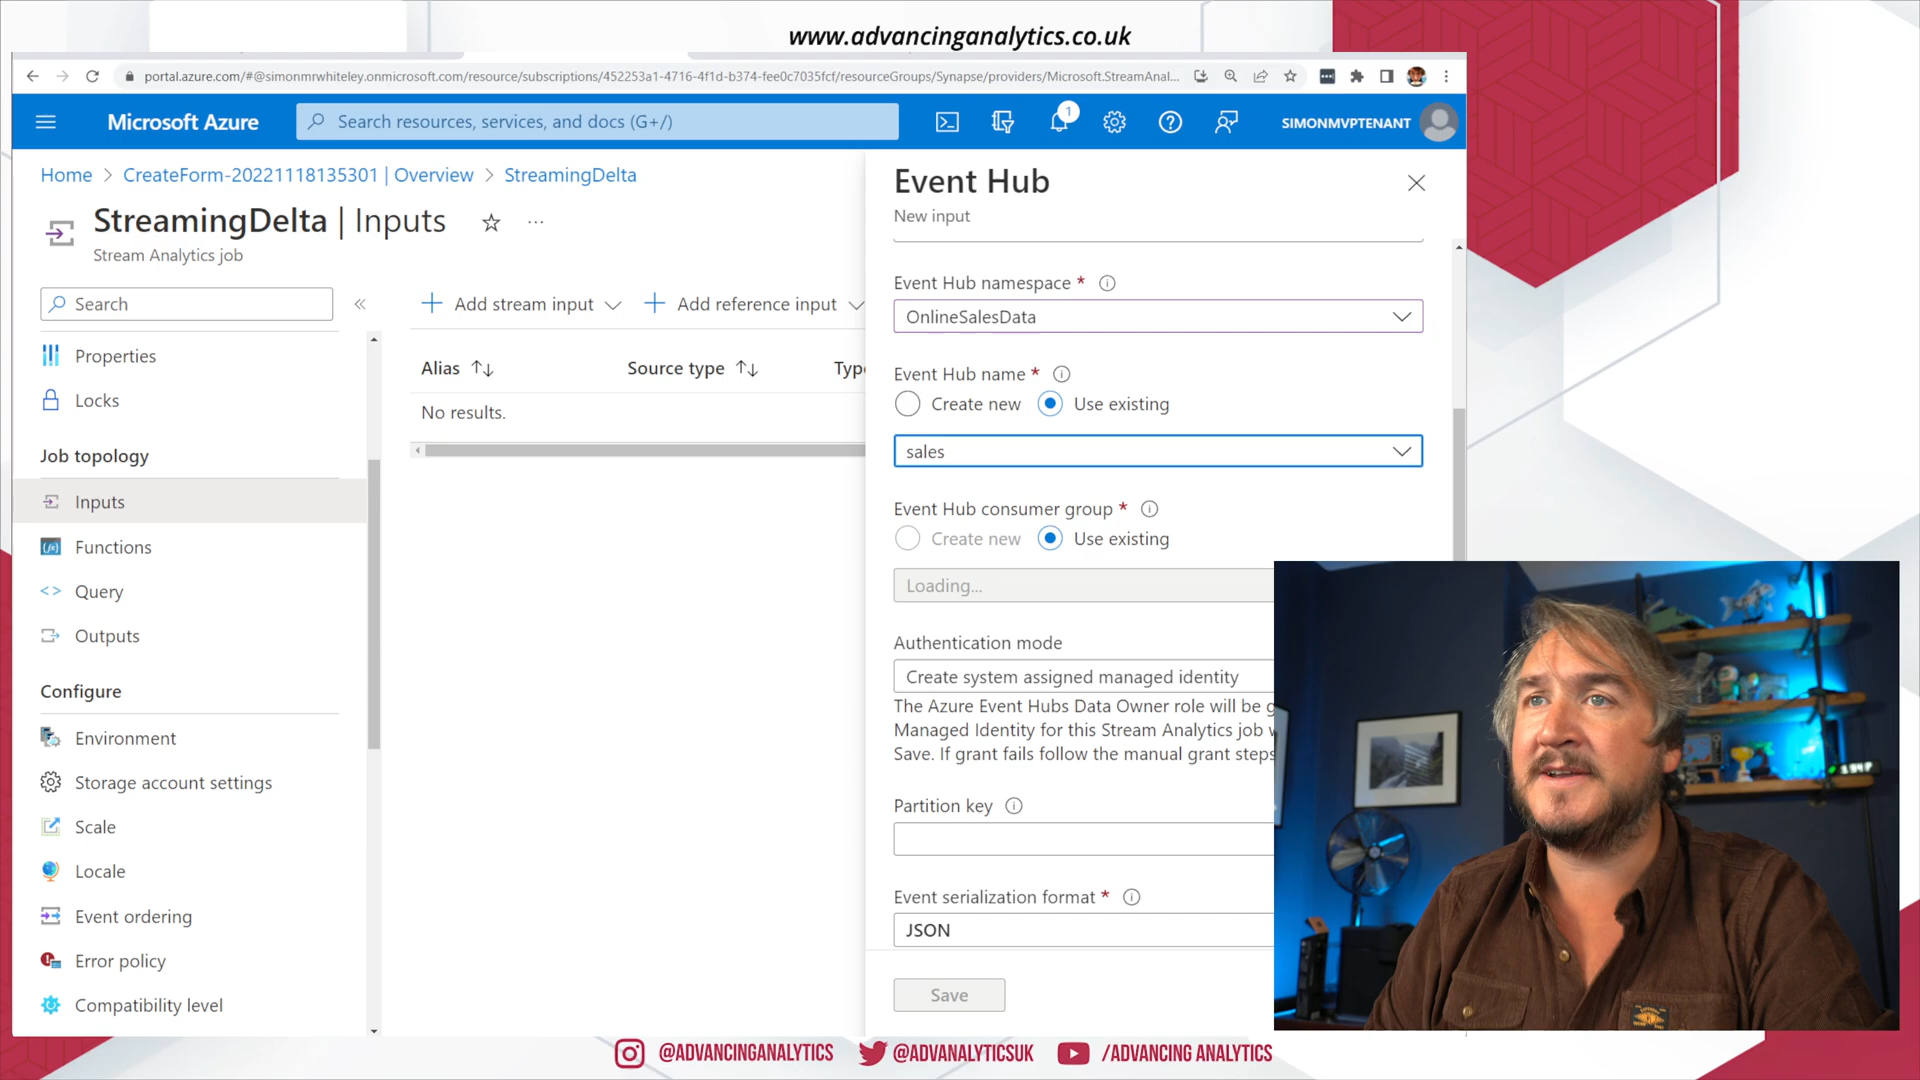 www.advancinganalytics.co.uk
portal.azure.com/#@simonmrwhiteley.onmicrosoft.com/resource/subscriptions/452253a1-4716-4f1d-b374-fee0c7035fcf/resourceGroups/Synapse/providers/Microsoft.StreamAnal...
Microsoft Azure
Search resources, services, and docs (G+/)
1
SIMONMVPTENANT
Home > CreateForm-20221118135301 | Overview > StreamingDelta
StreamingDelta | Inputs
...
Stream Analytics job
Search
«
Properties
Locks
Job topology
Inputs
Functions
Query
Outputs
Configure
Environment
Storage account settings
Scale
Locale
Event ordering
Error policy
Compatibility level
Add stream input
Add reference input
Alias
Source type
Type
No results.
Event Hub
New input
Event Hub namespace *
OnlineSalesData
Event Hub name *
Create new
Use existing
sales
Event Hub consumer group *
Create new
Use existing
Loading...
Authentication mode
Create system assigned managed identity
The Azure Event Hubs Data Owner role will be g
Managed Identity for this Stream Analytics job w
Save. If grant fails follow the manual grant steps
Partition key
Event serialization format *
JSON
Save
@ADVANCINGANALYTICS
@ADVANALYTICSUK
/ADVANCING ANALYTICS